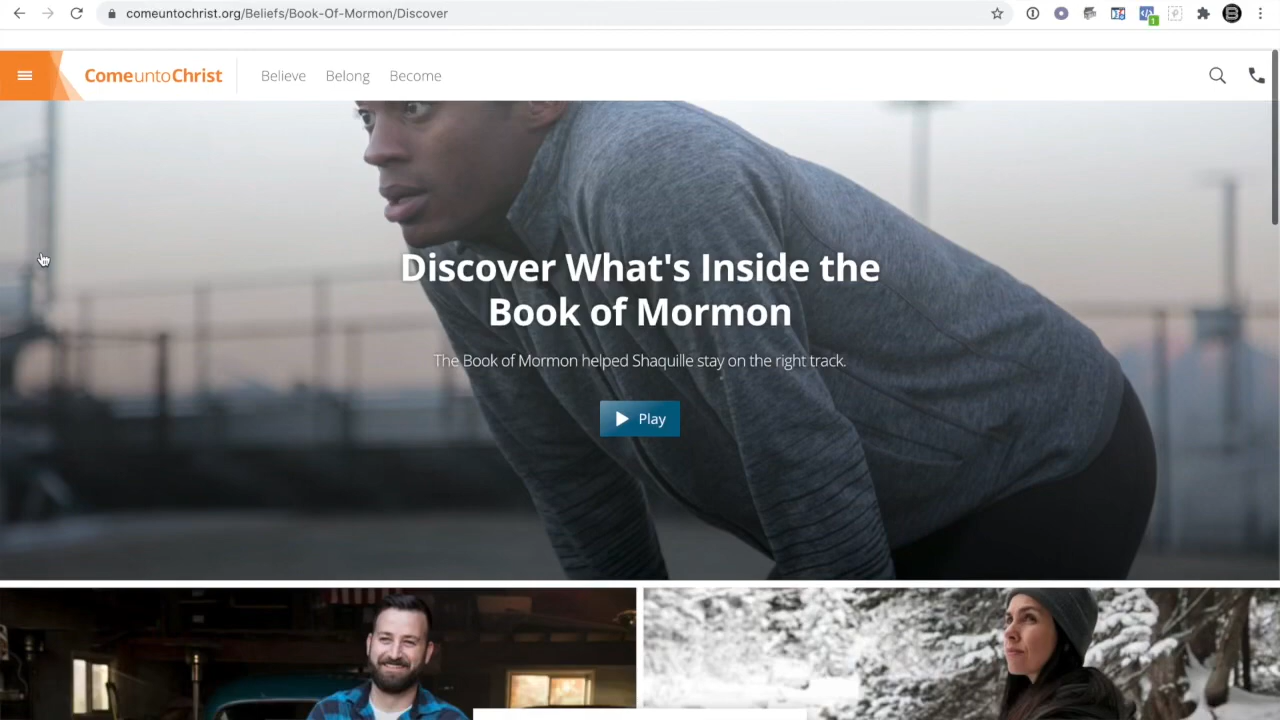 comeuntochrist.org/Beliefs/Book-Of-Mormon/Discover
1
B
ComeuntoChrist Believe Belong Become
Discover What's Inside the
Book of Mormon
The Book of Mormon helped Shaquille stay on the right track.
Play